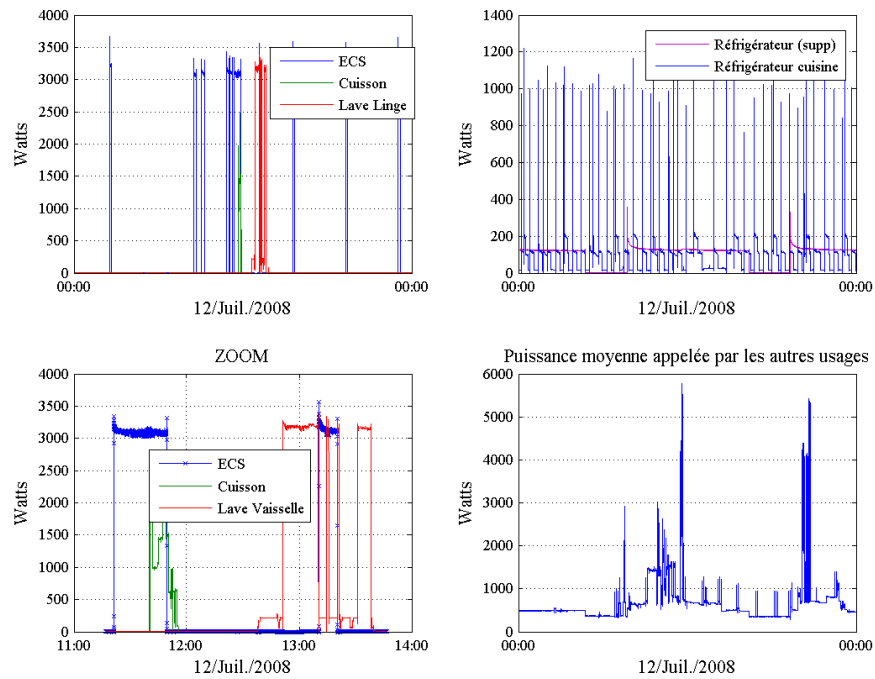 4000
3500
3000
2500
2000
1500
1000
500
0
Watts
ECS
Cuisson
Lave Linge
00:00
00:00
12/Juil./2008
1400
1200
1000
800
600
400
200
0
Watts
Réfrigérateur (supp)
Réfrigérateur cuisine
00:00
00:00
12/Juil./2008
ZOOM
4000
3500
3000
2500
2000
1500
1000
500
0
Watts
ECS
Cuisson
Lave Vaisselle
11:00
12:00
13:00
14:00
12/Juil./2008
Puissance moyenne appelée par les autres usages
6000
5000
4000
3000
2000
1000
0
Watts
00:00
00:00
12/Juil./2008